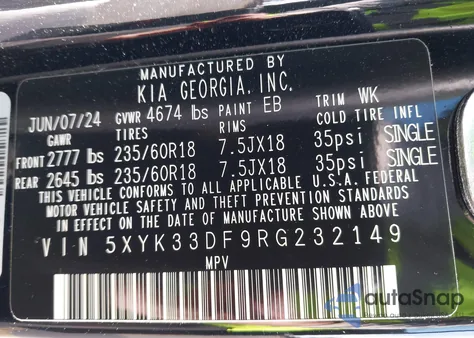 MANUFACTURED BY
KIA GEORGIA, INC.
JUN/07/24 GVWR 4674 lbs PAINT EB TRIM WK
GAWR TIRES RIMS COLD TIRE INFL
FRONT 2777 lbs 235/60R18 7.5JX18 35psi SINGLE
REAR 2645 lbs 235/60R18 7.5JX18 35psi SINGLE
THIS VEHICLE CONFORMS TO ALL APPLICABLE U.S.A. FEDERAL
MOTOR VEHICLE SAFETY AND THEFT PREVENTION STANDARDS
IN EFFECT ON THE DATE OF MANUFACTURE SHOWN ABOVE.
VIN 5XYK33DF9RG232149
MPV
autaSnap